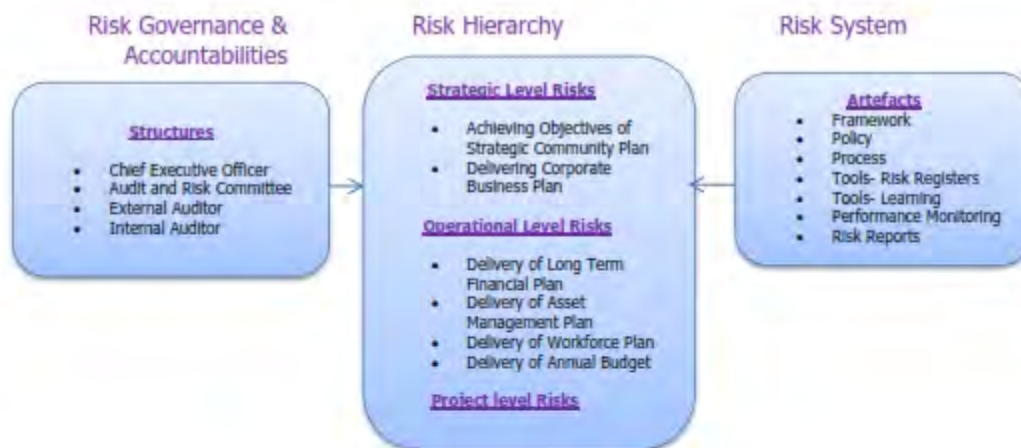 Risk Governance &
Accountabilities
Structures
• Chief Executive Officer
• Audit and Risk Committee
• External Auditor
• Internal Auditor
Risk Hierarchy
Strategic Level Risks
• Achieving Objectives of
Strategic Community Plan
• Delivering Corporate
Business Plan
Operational Level Risks
• Delivery of Long Term
Financial Plan
• Delivery of Asset
Management Plan
• Delivery of Workforce Plan
• Delivery of Annual Budget
Project level Risks
Risk System
Artefacts
• Framework
• Policy
• Process
• Tools- Risk Registers
• Tools- Learning
• Performance Monitoring
• Risk Reports